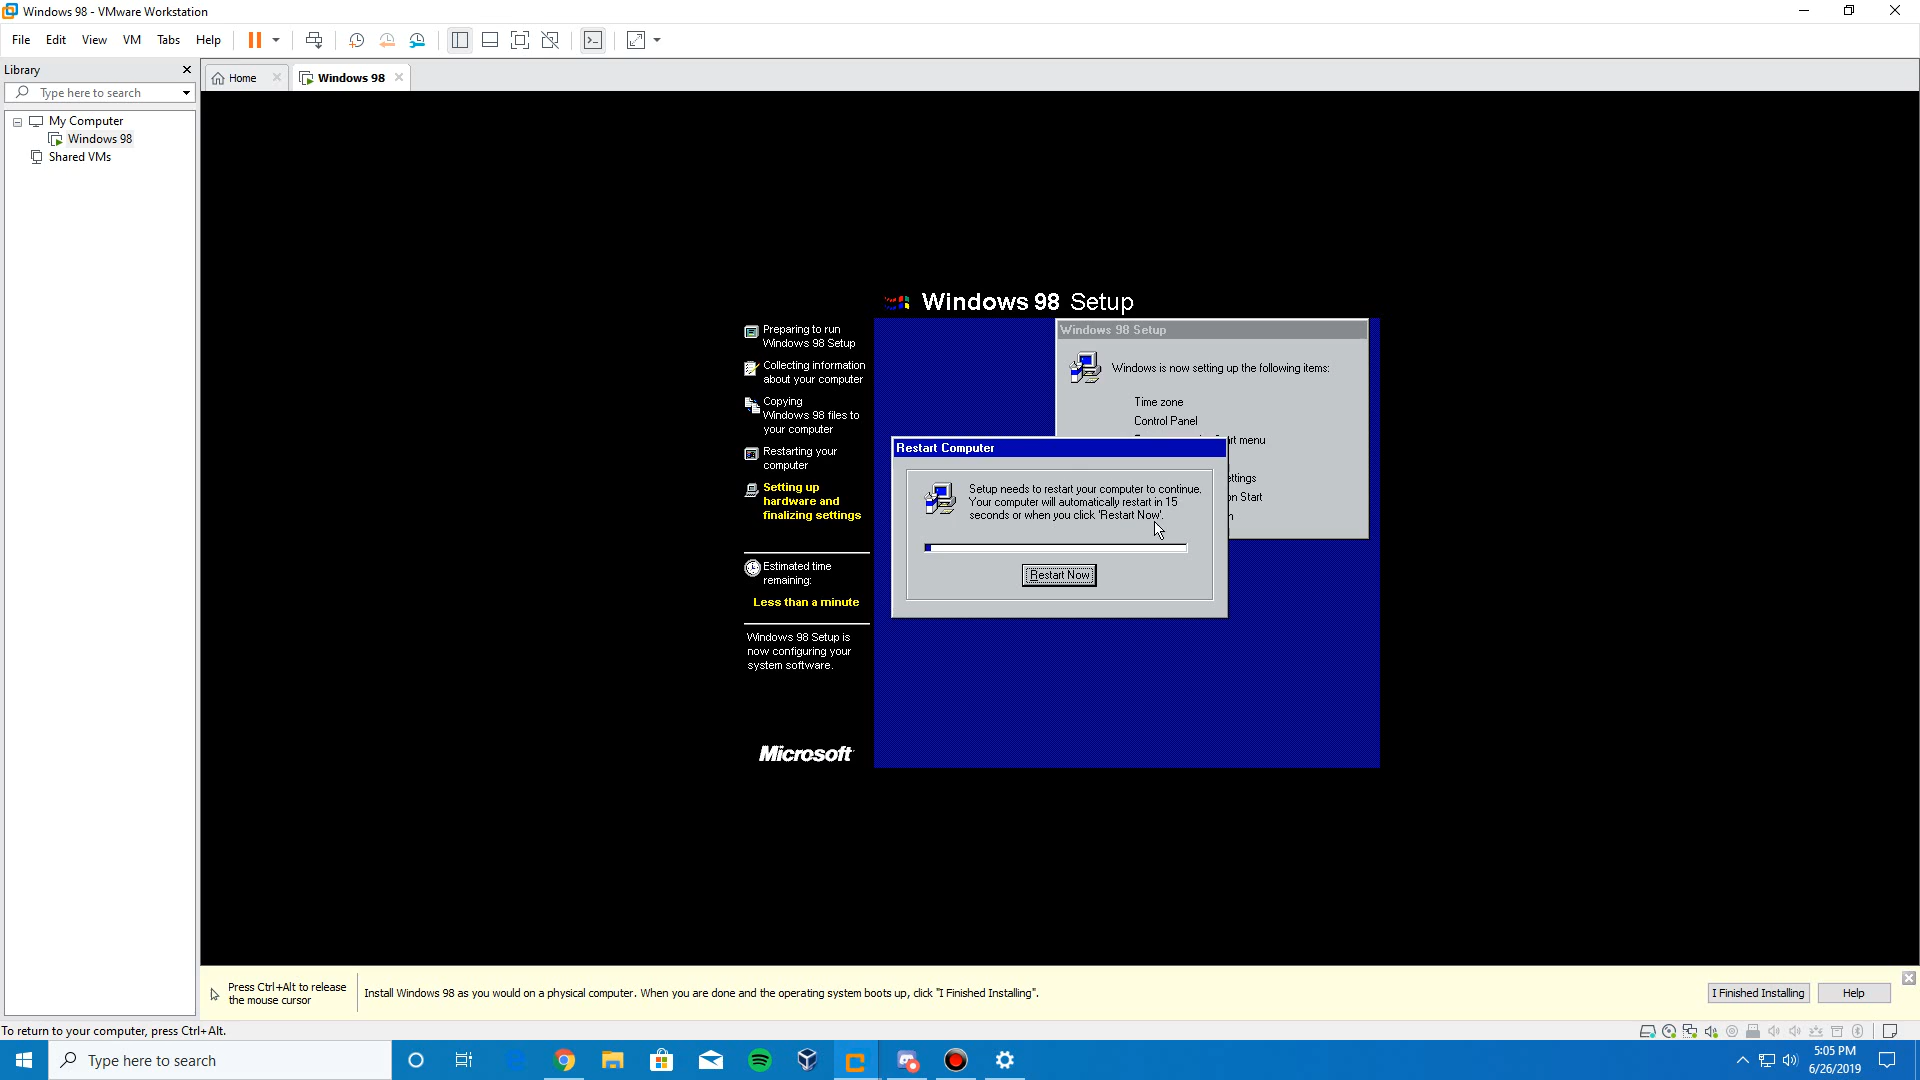 Windows 98 - VMware Workstation
File Edit View VM Tabs Help
Library
Type here to search
My Computer
Windows 98
Shared VMs
Home
Windows 98
Windows 98 Setup
Preparing to run
Windows 98 Setup
Collecting information
about your computer
Copying
Windows 98 files to
your computer
Restarting your
computer
Setting up
hardware and
finalizing settings
Estimated time
remaining:
Less than a minute
Windows 98 Setup is
now configuring your
system software.
Microsoft
Windows 98 Setup
Windows is now setting up the following items:
Time zone
Control Panel
menu
ettings
on Start
n
Restart Computer
Setup needs to restart your computer to continue.
Your computer will automatically restart in 15
seconds or when you click 'Restart Now'.
Restart Now
Press Ctrl+Alt to release
the mouse cursor
Install Windows 98 as you would on a physical computer. When you are done and the operating system boots up, click "I Finished Installing".
I Finished Installing
Help
To return to your computer, press Ctrl+Alt.
Type here to search
5:05 PM
6/26/2019